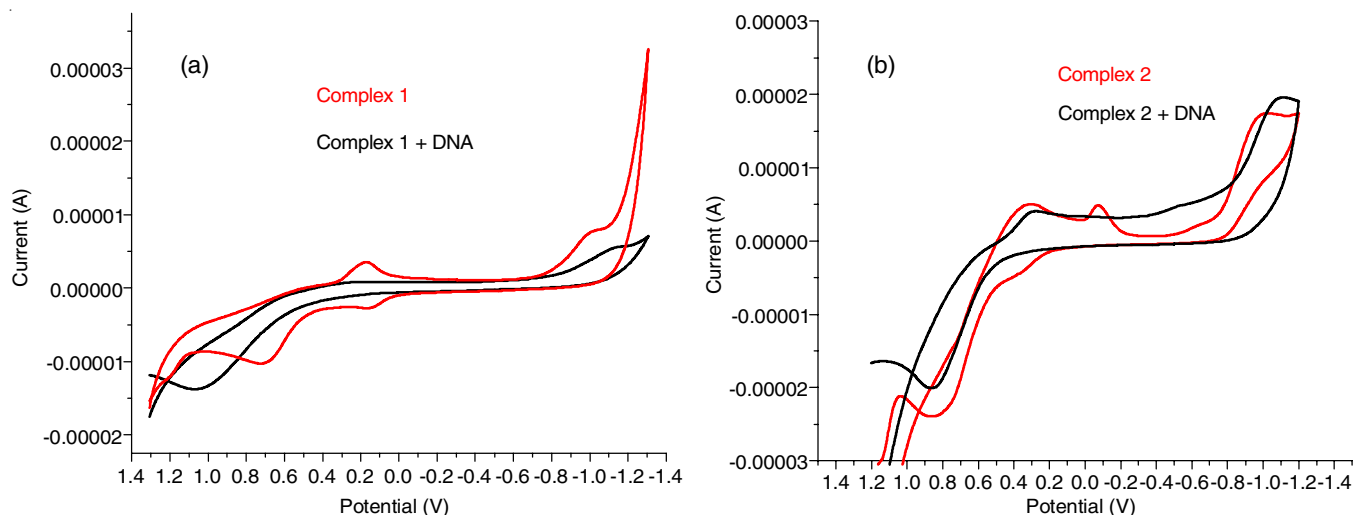 (a)
Complex 1
Complex 1 + DNA
0.00003
0.00002
0.00001
0.00000
-0.00001
-0.00002
Current (A)
1.4 1.2 1.0 0.8 0.6 0.4 0.2 0.0 -0.2 -0.4 -0.6 -0.8 -1.0 -1.2 -1.4
Potential (V)
(b)
Complex 2
Complex 2 + DNA
0.00003
0.00002
0.00001
0.00000
-0.00001
-0.00002
-0.00003
Current (A)
1.4 1.2 1.0 0.8 0.6 0.4 0.2 0.0 -0.2 -0.4 -0.6 -0.8 -1.0 -1.2 -1.4
Potential (V)